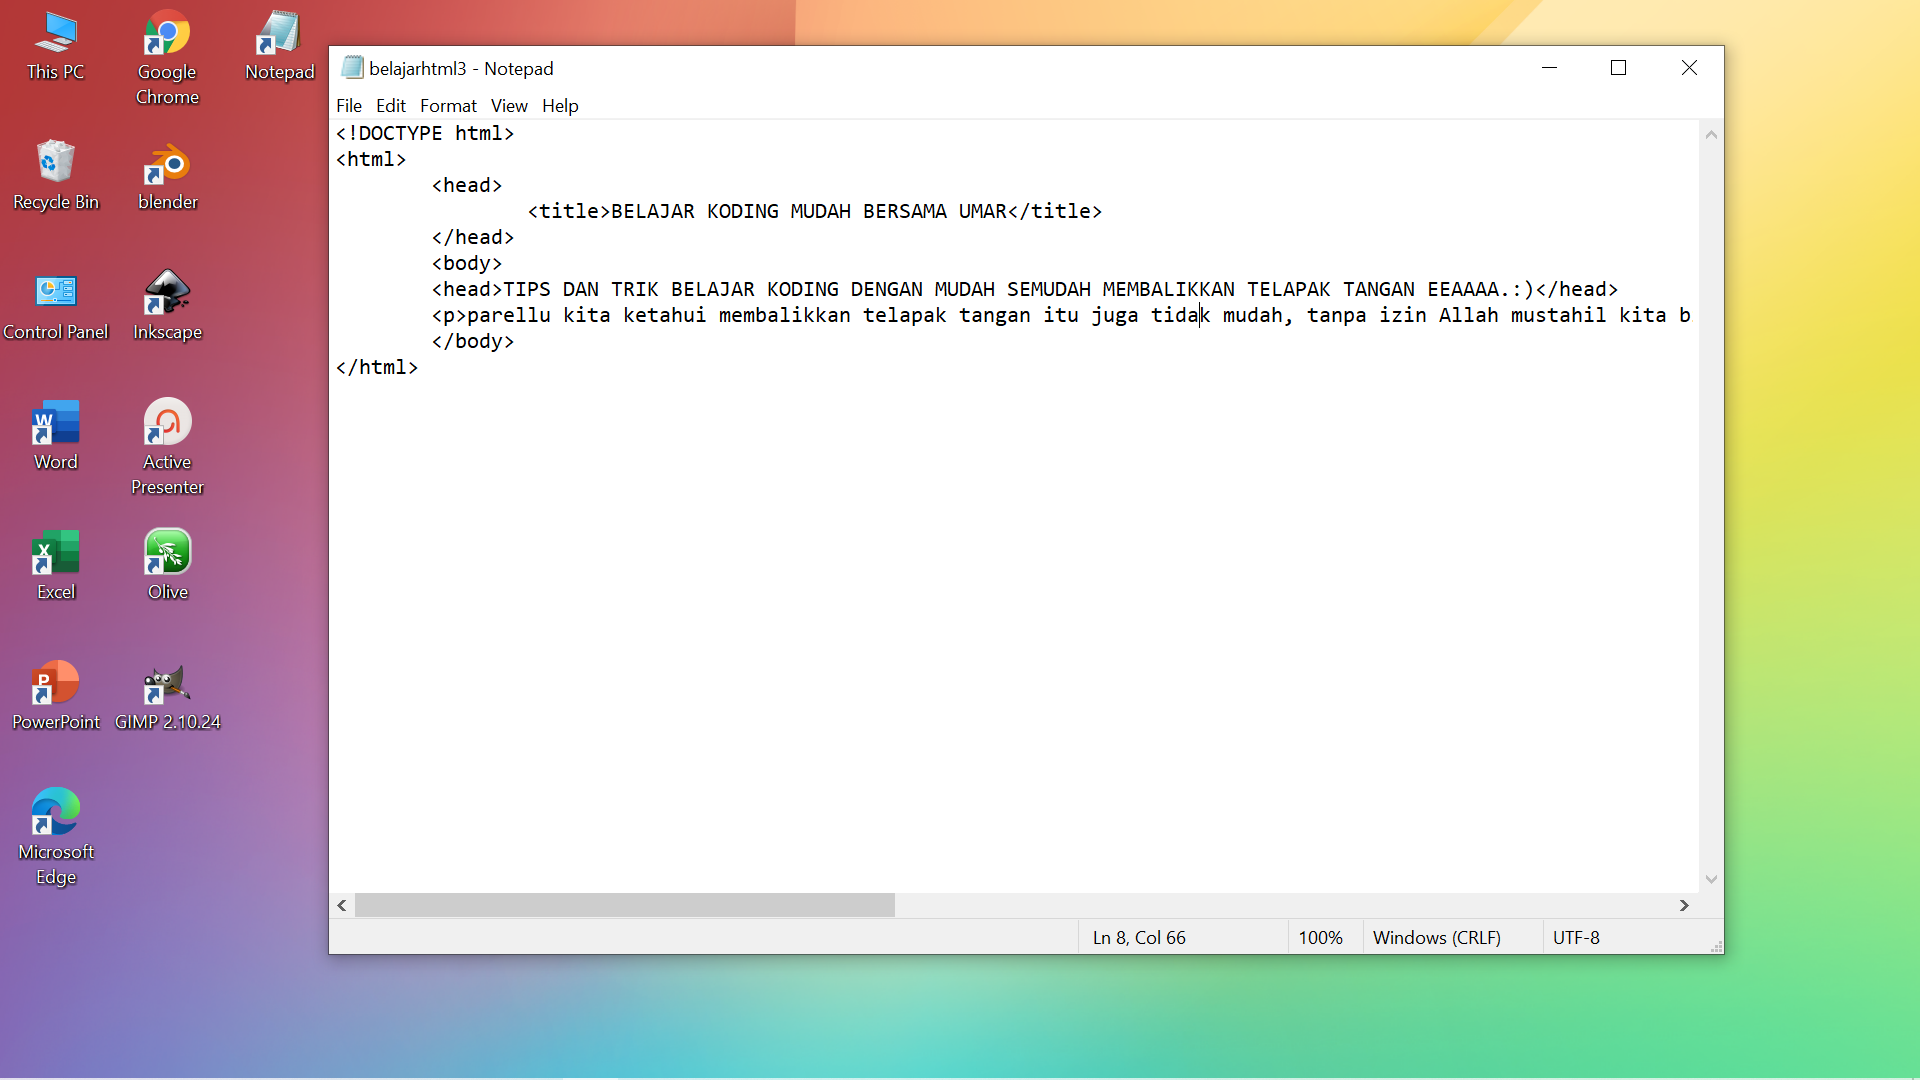 This PC
Google
Chrome
Notepad
Recycle Bin
blender
Control Panel
Inkscape
Word
Active
Presenter
Excel
Olive
PowerPoint
GIMP 2.10.24
Microsoft
Edge
belajarhtml3 - Notepad
File Edit Format View Help
<!DOCTYPE html>
<html>
<head>
<title>BELAJAR KODING MUDAH BERSAMA UMAR</title>
</head>
<body>
<head>TIPS DAN TRIK BELAJAR KODING DENGAN MUDAH SEMUDAH MEMBALIKKAN TELAPAK TANGAN EEAAAA.:)</head>
<p>parellu kita ketahui membalikkan telapak tangan itu juga tidak mudah, tanpa izin Allah mustahil kita b
</body>
</html>
Ln 8, Col 66 100% Windows (CRLF) UTF-8